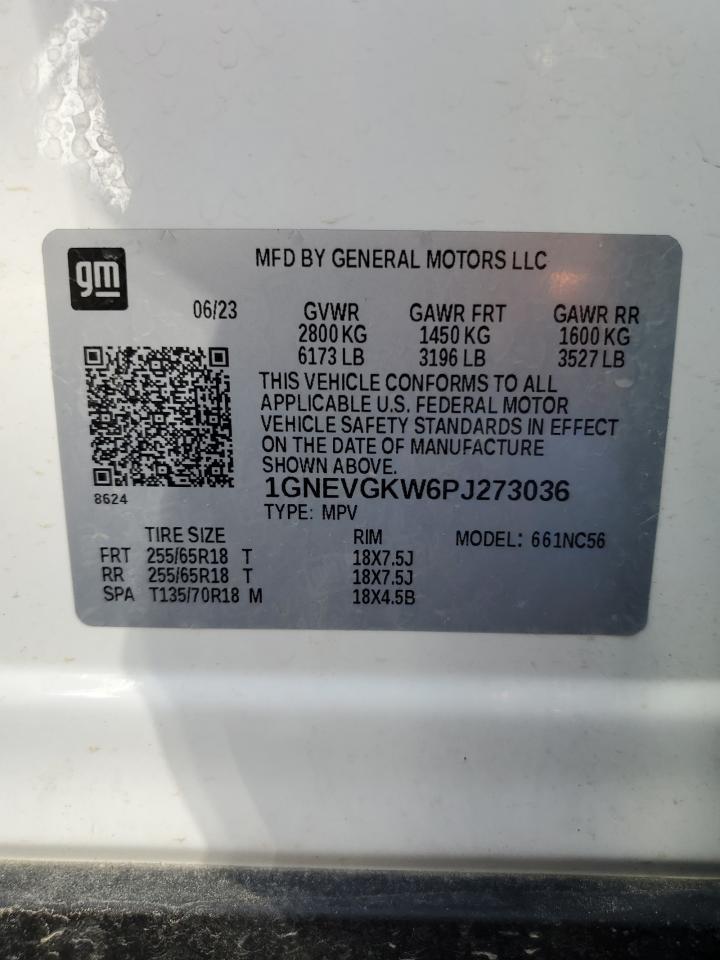 gm
MFD BY GENERAL MOTORS LLC
06/23 GVWR GAWR FRT GAWR RR
2800 KG 1450 KG 1600 KG
6173 LB 3196 LB 3527 LB
THIS VEHICLE CONFORMS TO ALL
APPLICABLE U.S. FEDERAL MOTOR
VEHICLE SAFETY STANDARDS IN EFFECT
ON THE DATE OF MANUFACTURE
SHOWN ABOVE.
8624
1GNEVGKW6PJ273036
TYPE: MPV
TIRE SIZE RIM MODEL: 661NC56
FRT 255/65R18 T 18X7.5J
RR 255/65R18 T 18X7.5J
SPA T135/70R18 M 18X4.5B